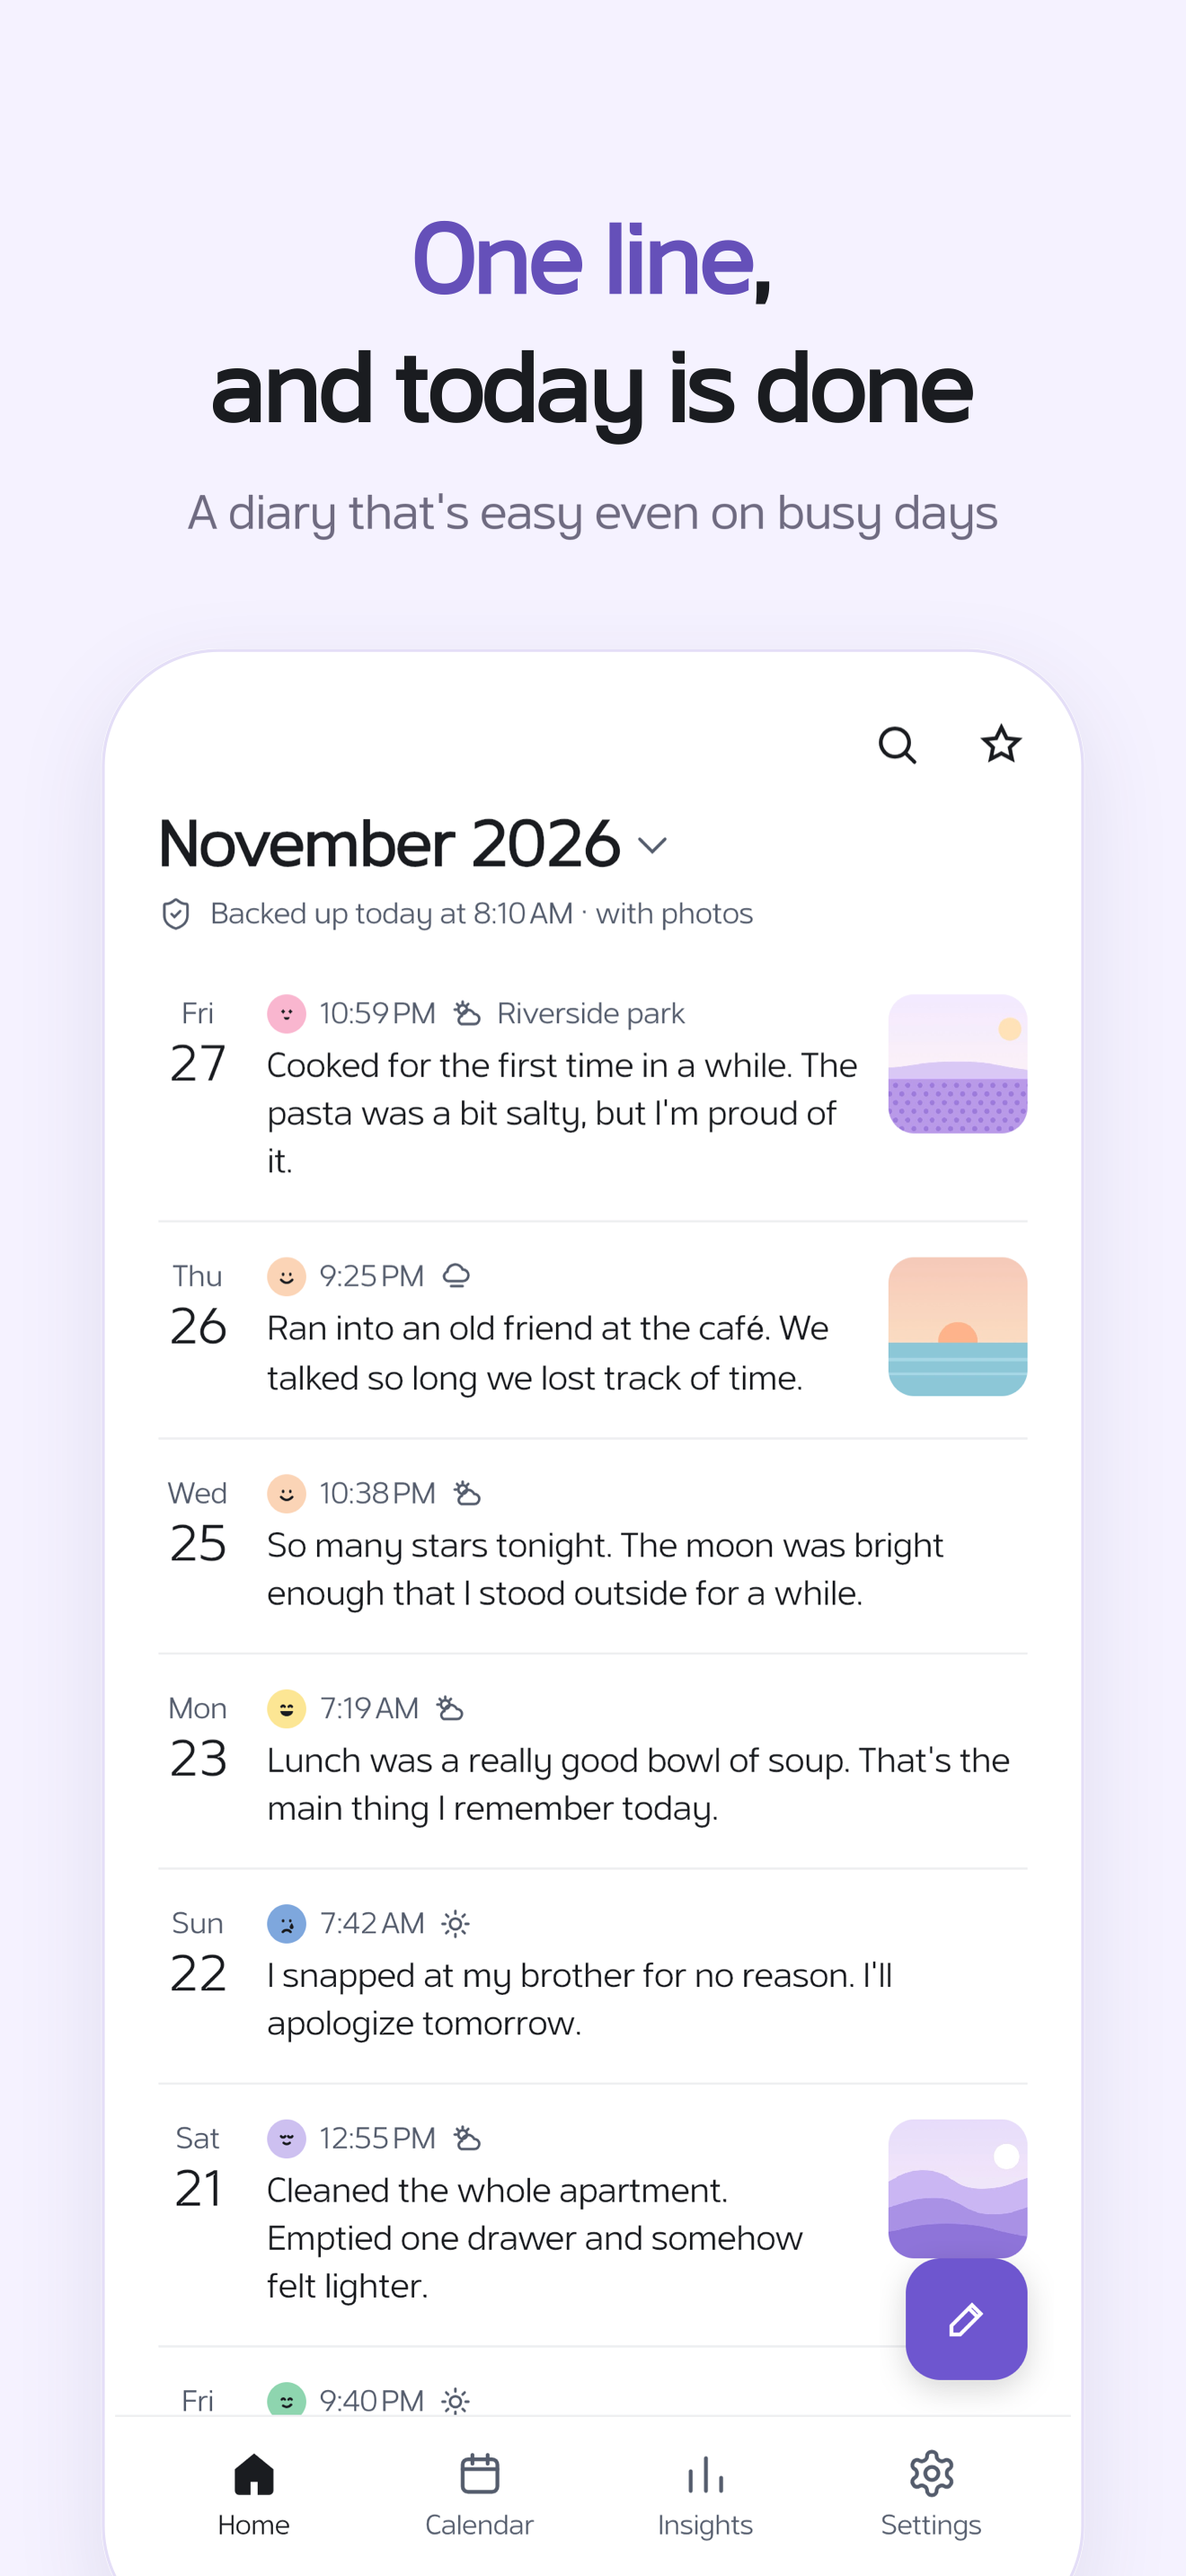 One line,
and today is done
A diary that's easy even on busy days
November 2026
Backed up today at 8:10 AM · with photos
Fri
27
10:59 PM Riverside park
Cooked for the first time in a while. The
pasta was a bit salty, but I'm proud of
it.
Thu
26
9:25 PM
Ran into an old friend at the café. We
talked so long we lost track of time.
Wed
25
10:38 PM
So many stars tonight. The moon was bright
enough that I stood outside for a while.
Mon
23
7:19 AM
Lunch was a really good bowl of soup. That's the
main thing I remember today.
Sun
22
7:42 AM
I snapped at my brother for no reason. I'll
apologize tomorrow.
Sat
21
12:55 PM
Cleaned the whole apartment.
Emptied one drawer and somehow
felt lighter.
Fri
9:40 PM
Home Calendar Insights Settings